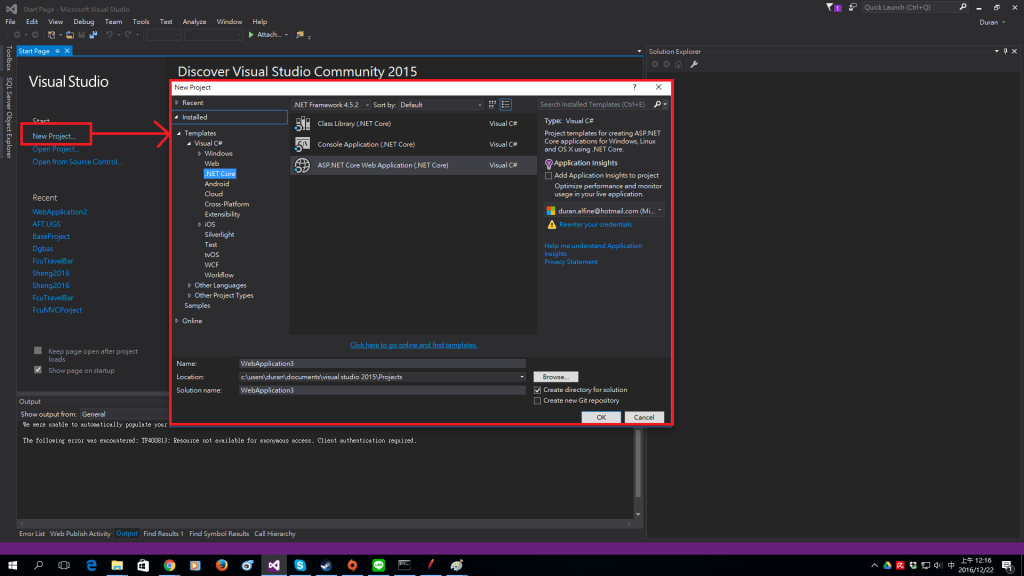 Start Page - Microsoft Visual Studio
1
Quick Launch (Ctrl+Q)
File Edit View Debug Team Tools Test Analyze Window Help
Duran
Attach...
Toolbox
SQL Server Object Explorer
Start Page
Solution Explorer
Visual Studio
Discover Visual Studio Community 2015
Start
New Project...
Open Project...
Open from Source Control...
Recent
WebApplication2
AFT.UGS
BaseProject
Dgbas
FcuTravelBar
Sheng2016
Sheng2016
FcuTravelBar
FcuMVCPorject
Keep page open after project
loads
Show page on startup
New Project
? X
Recent
Installed
Templates
Visual C#
Windows
Web
.NET Core
Android
Cloud
Cross-Platform
Extensibility
iOS
Silverlight
Test
tvOS
WCF
Workflow
Other Languages
Other Project Types
Samples
Online
.NET Framework 4.5.2 Sort by: Default
Search Installed Templates (Ctrl+E)
Class Library (.NET Core) Visual C#
Console Application (.NET Core) Visual C#
ASP.NET Core Web Application (.NET Core) Visual C#
Type: Visual C#
Project templates for creating ASP.NET
Core applications for Windows, Linux
and OS X using .NET Core.
Application Insights
Add Application Insights to project
Optimize performance and monitor
usage in your live application.
duran.alfine@hotmail.com (Mi...
Reenter your credentials
Help me understand Application
Insights
Privacy Statement
Click here to go online and find templates.
Name: WebApplication3
Location: c:\users\duran\documents\visual studio 2015\Projects
Browse...
Solution name: WebApplication3
Create directory for solution
Create new Git repository
OK Cancel
Output
Show output from: General
We were unable to automatically populate your
The following error was encountered: TF400813: Resource not available for anonymous access. Client authentication required.
Error List Web Publish Activity Output Find Results 1 Find Symbol Results Call Hierarchy
中
上午 12:16
2016/12/22
1